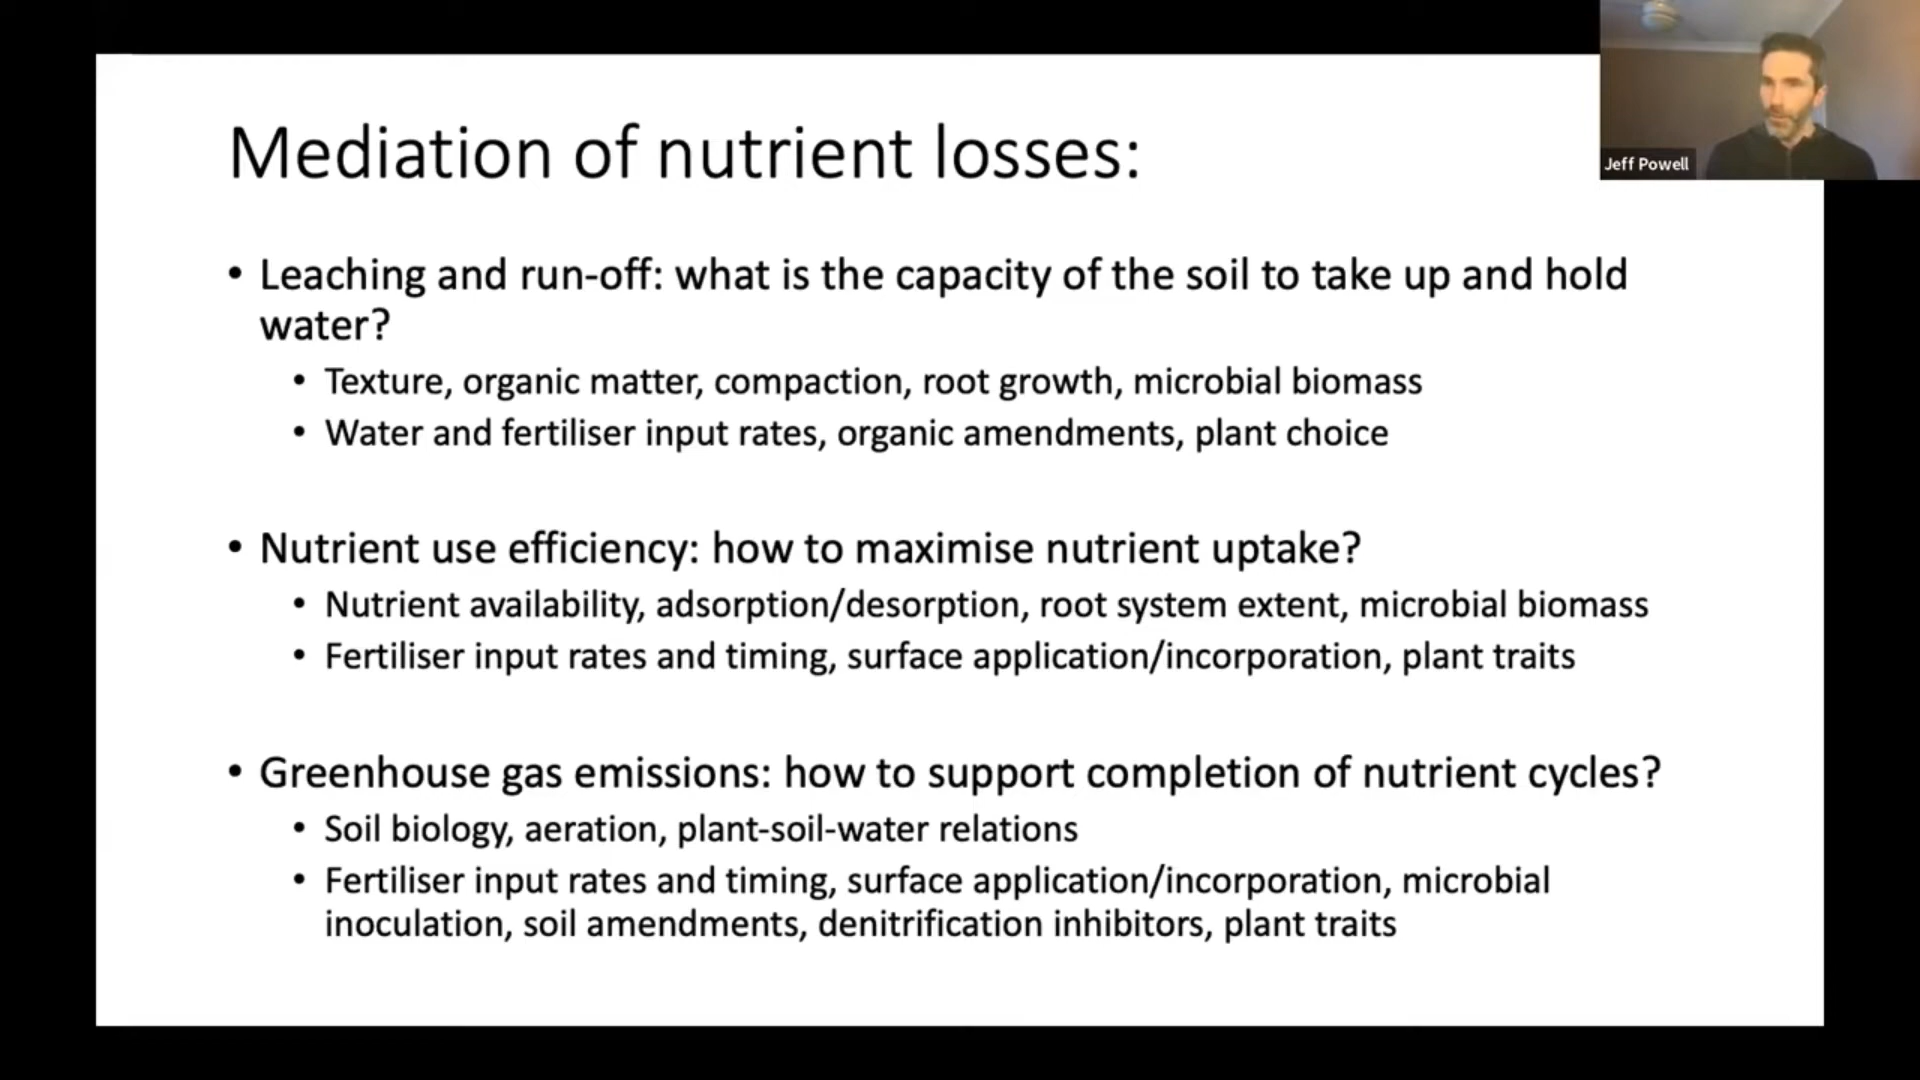 Mediation of nutrient losses:
Jeff Powell
• Leaching and run-off: what is the capacity of the soil to take up and hold
water?
• Texture, organic matter, compaction, root growth, microbial biomass
• Water and fertiliser input rates, organic amendments, plant choice
• Nutrient use efficiency: how to maximise nutrient uptake?
• Nutrient availability, adsorption/desorption, root system extent, microbial biomass
• Fertiliser input rates and timing, surface application/incorporation, plant traits
• Greenhouse gas emissions: how to support completion of nutrient cycles?
• Soil biology, aeration, plant-soil-water relations
• Fertiliser input rates and timing, surface application/incorporation, microbial
inoculation, soil amendments, denitrification inhibitors, plant traits